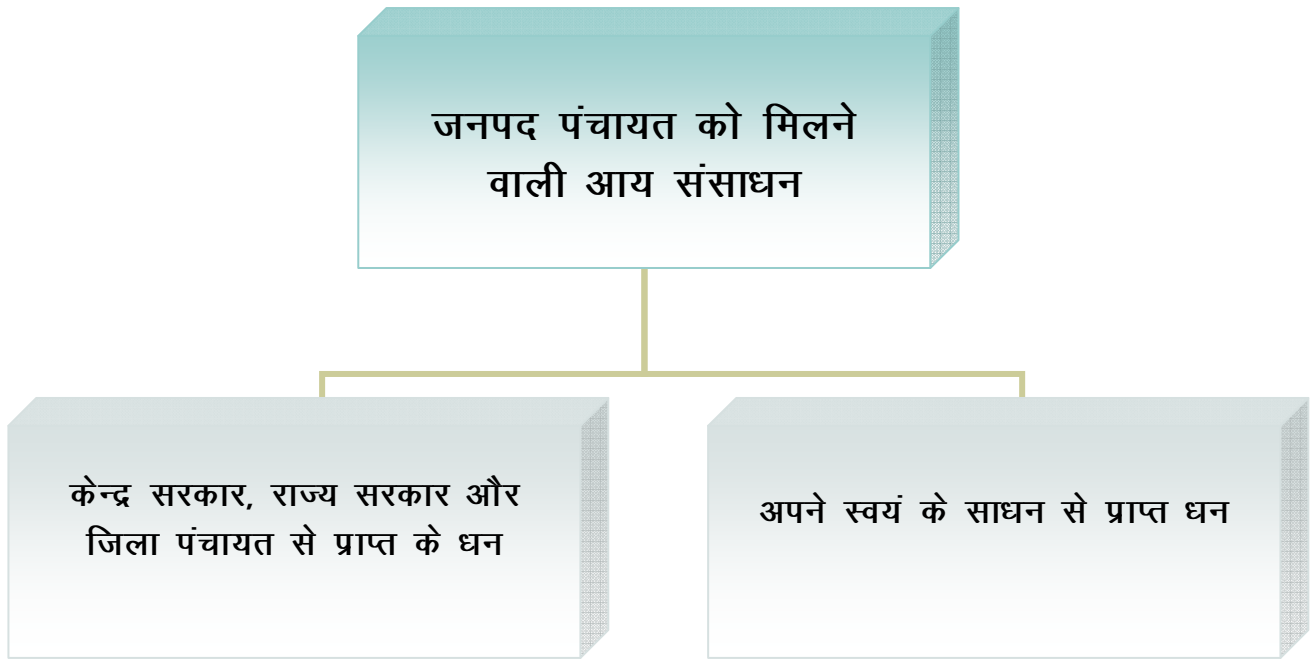 जनपद पंचायत को मिलने
वाली आय संसाधन
केन्द्र सरकार, राज्य सरकार और
जिला पंचायत से प्राप्त के धन
अपने स्वयं के साधन से प्राप्त धन